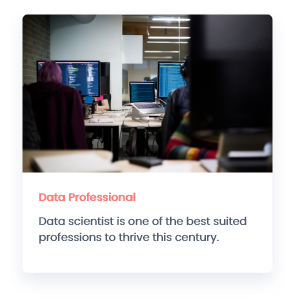 Data Professional
Data scientist is one of the best suited
professions to thrive this century.